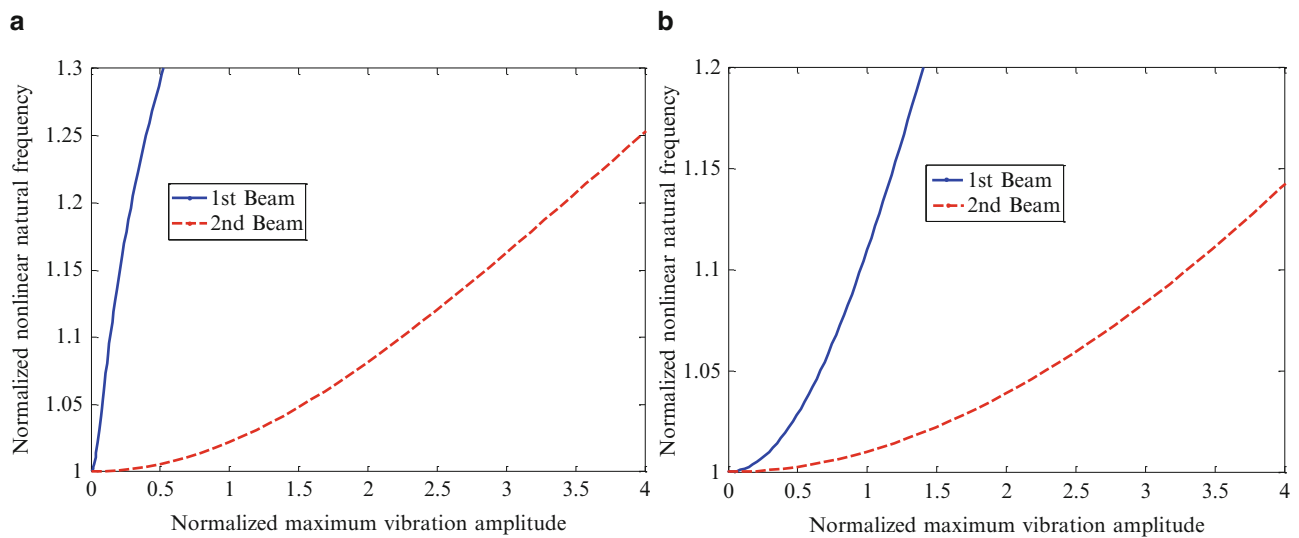 a
Normalized nonlinear natural frequency
1.3
1.25
1.2
1.15
1.1
1.05
1
1st Beam
2nd Beam
0 0.5 1 1.5 2 2.5 3 3.5 4
Normalized maximum vibration amplitude
b
Normalized nonlinear natural frequency
1.2
1.15
1.1
1.05
1
1st Beam
2nd Beam
0 0.5 1 1.5 2 2.5 3 3.5 4
Normalized maximum vibration amplitude